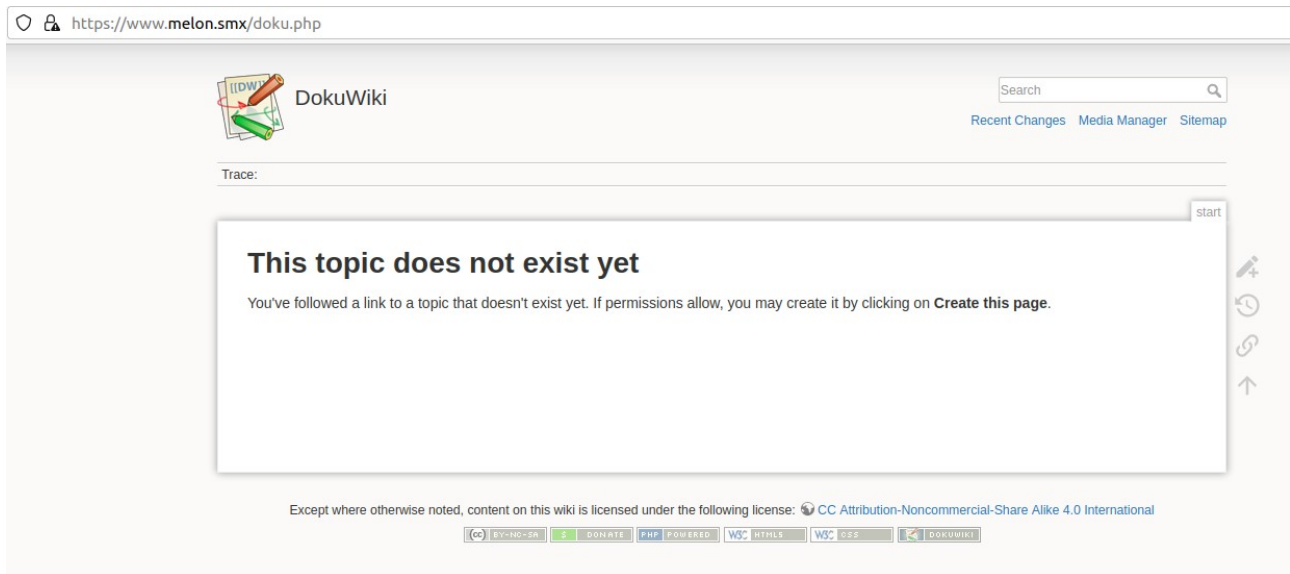 https://www.melon.smx/doku.php
[[DW]]
DokuWiki
Search
Recent Changes Media Manager Sitemap
Trace:
start
This topic does not exist yet
You've followed a link to a topic that doesn't exist yet. If permissions allow, you may create it by clicking on Create this page.
Except where otherwise noted, content on this wiki is licensed under the following license: CC Attribution-Noncommercial-Share Alike 4.0 International
(cc) BY-NC-SA $ DONATE PHP POWERED W3C HTML5 W3C CSS DOKUWIKI